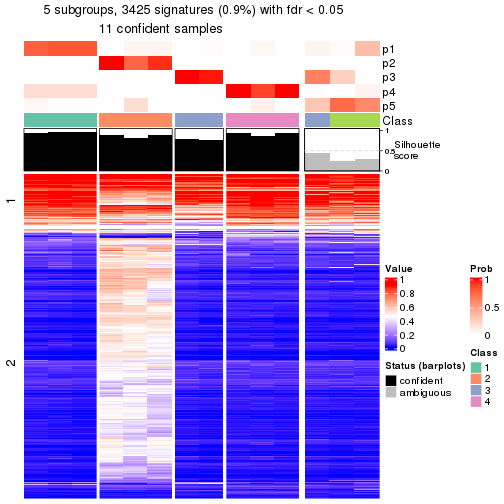 5 subgroups, 3425 signatures (0.9%) with fdr < 0.05
11 confident samples
p1
p2
p3
p4
p5
Class
1
0.5
0
Silhouette
score
1
2
Value
1
0.8
0.6
0.4
0.2
0
Prob
1
0.5
0
Status (barplots)
confident
ambiguous
Class
1
2
3
4